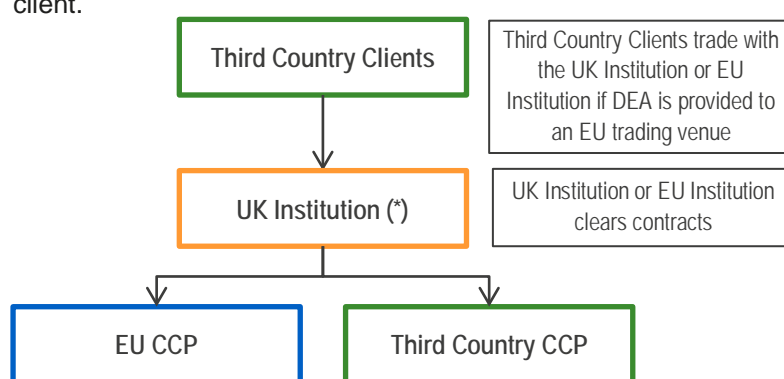 client.
Third Country Clients
Third Country Clients trade with
the UK Institution or EU
Institution if DEA is provided to
an EU trading venue
UK Institution (*)
UK Institution or EU Institution
clears contracts
EU CCP
Third Country CCP